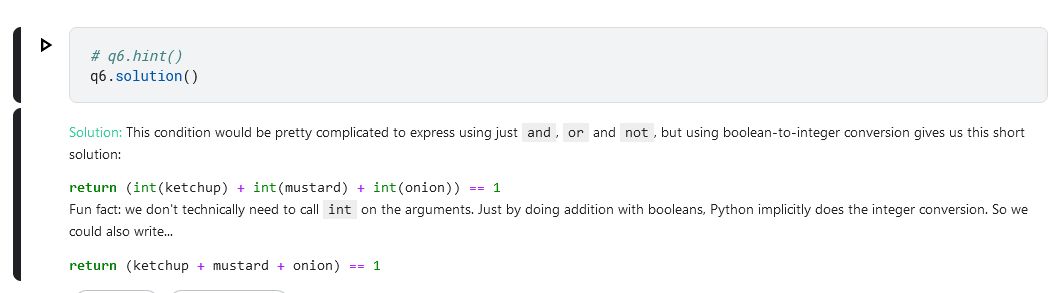 # q6.hint()
q6.solution()
Solution: This condition would be pretty complicated to express using just and, or and not, but using boolean-to-integer conversion gives us this short
solution:
return (int(ketchup) + int(mustard) + int(onion)) == 1
Fun fact: we don't technically need to call int on the arguments. Just by doing addition with booleans, Python implicitly does the integer conversion. So we
could also write...
return (ketchup + mustard + onion) == 1